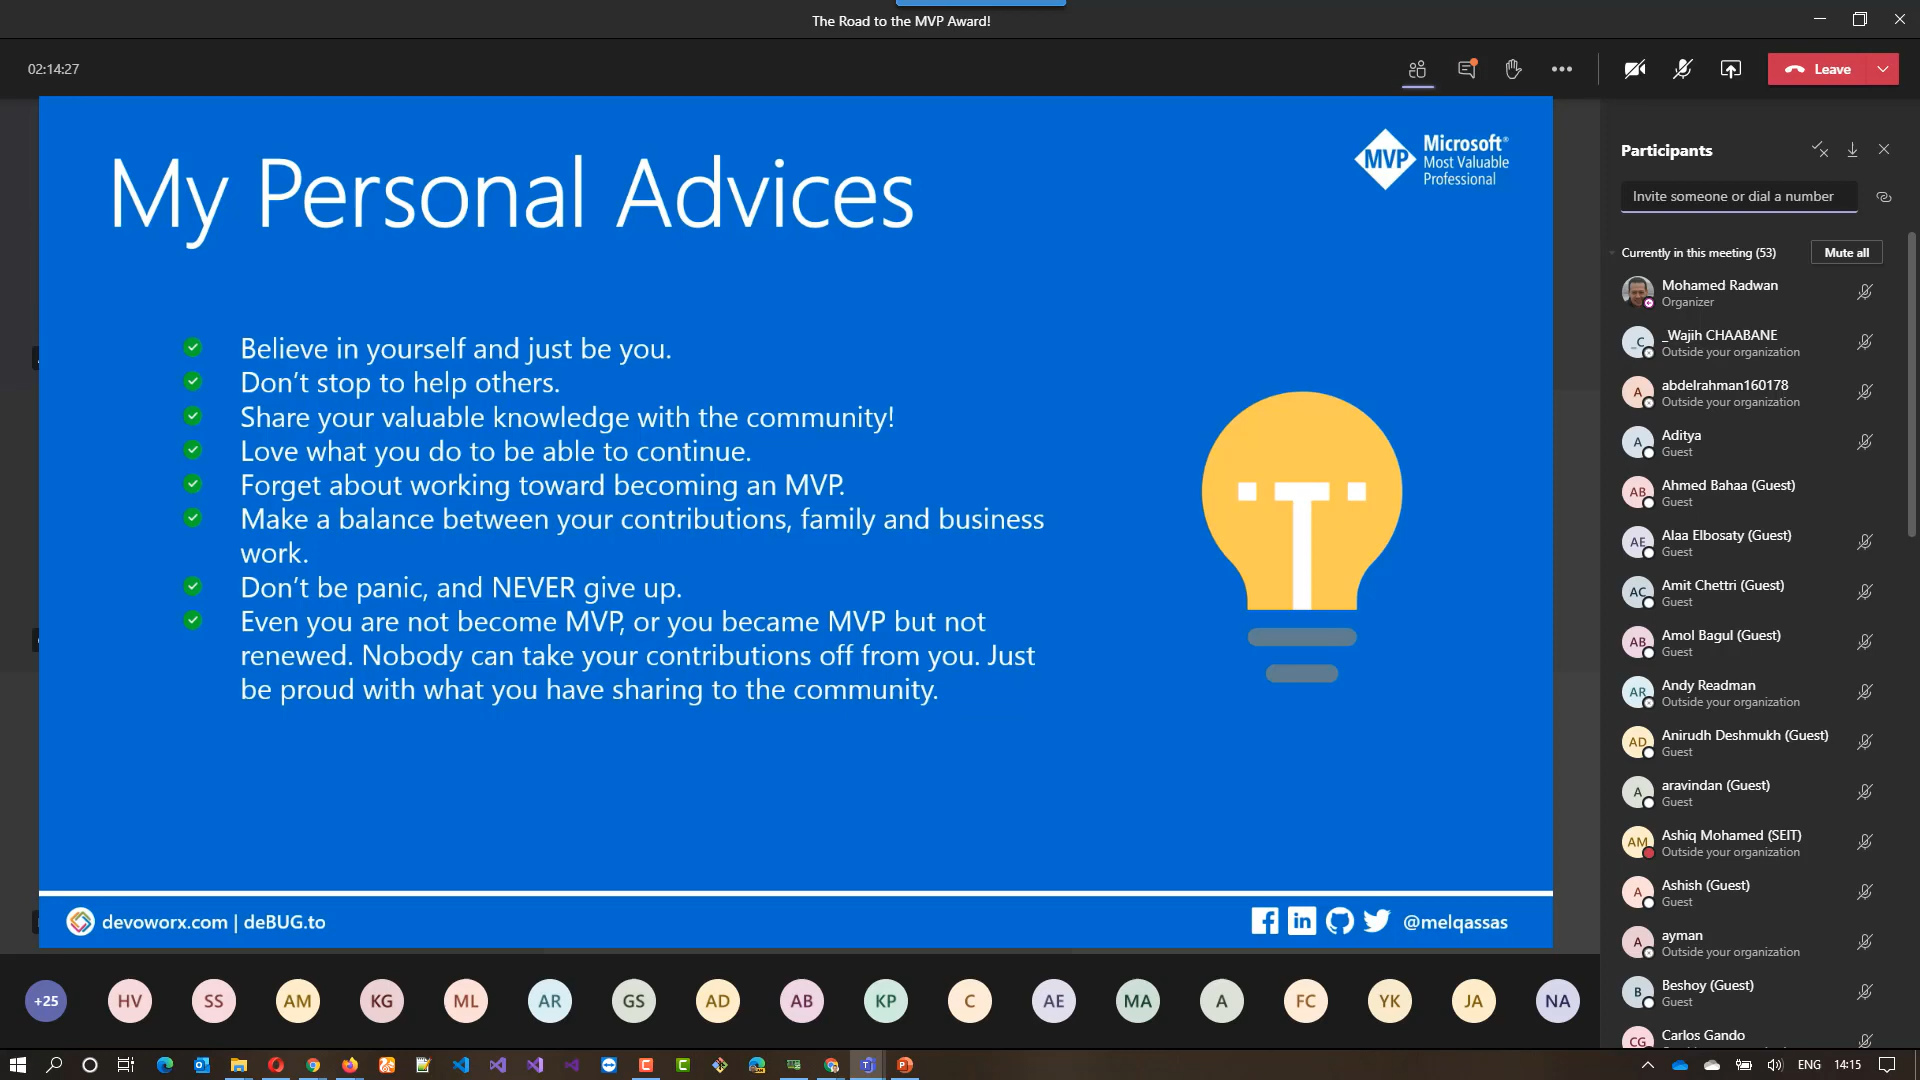 The Road to the MVP Award!
02:14:27
Leave
My Personal Advices
MVP
Microsoft®
Most Valuable
Professional
Believe in yourself and just be you.
Don't stop to help others.
Share your valuable knowledge with the community!
Love what you do to be able to continue.
Forget about working toward becoming an MVP.
Make a balance between your contributions, family and business
work.
Don't be panic, and NEVER give up.
Even you are not become MVP, or you became MVP but not
renewed. Nobody can take your contributions off from you. Just
be proud with what you have sharing to the community.
devoworx.com | deBUG.to
@melqassas
Participants
Invite someone or dial a number
Currently in this meeting (53)
Mute all
Mohamed Radwan
Organizer
_C
_Wajih CHAABANE
Outside your organization
A
abdelrahman160178
Outside your organization
A
Aditya
Guest
AB
Ahmed Bahaa (Guest)
Guest
AE
Alaa Elbosaty (Guest)
Guest
AC
Amit Chettri (Guest)
Guest
AB
Amol Bagul (Guest)
Guest
AR
Andy Readman
Outside your organization
AD
Anirudh Deshmukh (Guest)
Guest
A
aravindan (Guest)
Guest
AM
Ashiq Mohamed (SEIT)
Outside your organization
A
Ashish (Guest)
Guest
A
ayman
Outside your organization
B
Beshoy (Guest)
Guest
CG
Carlos Gando
+25 HV SS AM KG ML AR GS AD AB KP C AE MA A FC YK JA NA
ENG 14:15